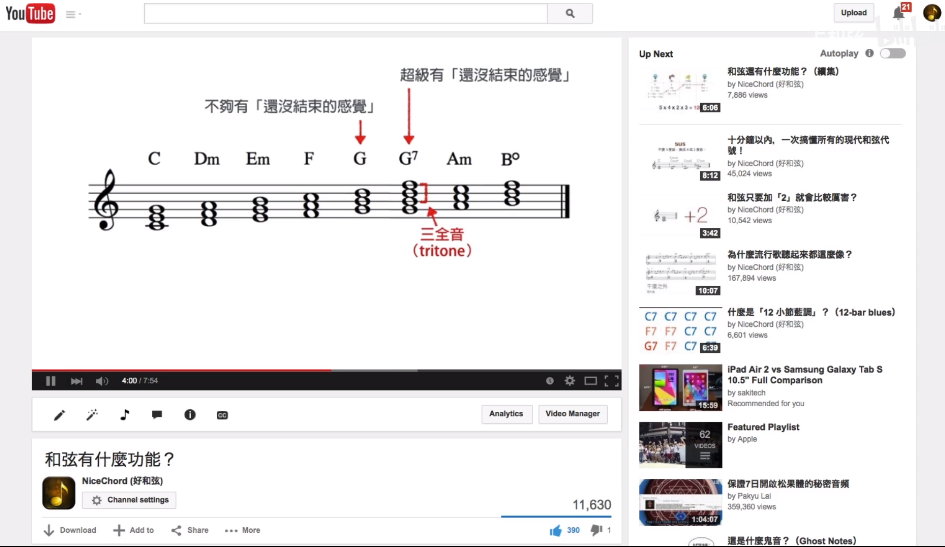 YouTube
Upload
21
超級有「還沒結束的感覺」
不夠有「還沒結束的感覺」
C Dm Em F G G7 Am B°
三全音
（tritone）
4:00 / 7:54
CC
Analytics
Video Manager
和弦有什麼功能？
NiceChord (好和弦)
Channel settings
11,630
Download
Add to
Share
More
390
1
Up Next
Autoplay
和弦還有什麼功能？（續集）
by NiceChord (好和弦)
7,886 views
5 x 4 x 2 x 3 = 12
6:06
十分鐘以內，一次搞懂所有的現代和弦代
號！
by NiceChord (好和弦)
45,024 views
sus
8:12
和弦只要加「2」就會比較厲害？
by NiceChord (好和弦)
10,542 views
+2
3:42
為什麼流行歌聽起來都這麼像？
by NiceChord (好和弦)
167,894 views
10:07
什麼是「12 小節藍調」？（12-bar blues）
by NiceChord (好和弦)
6,601 views
C7 C7 C7 C7
F7 F7 C7 C7
G7 F7 C7
6:39
iPad Air 2 vs Samsung Galaxy Tab S
10.5" Full Comparison
by sakitech
Recommended for you
15:59
Featured Playlist
by Apple
62
VIDEOS
保證7日開啟松果體的秘密音頻
by Pakyu Lai
359,360 views
1:04:07
還是什麼鬼音？（Ghost Notes）